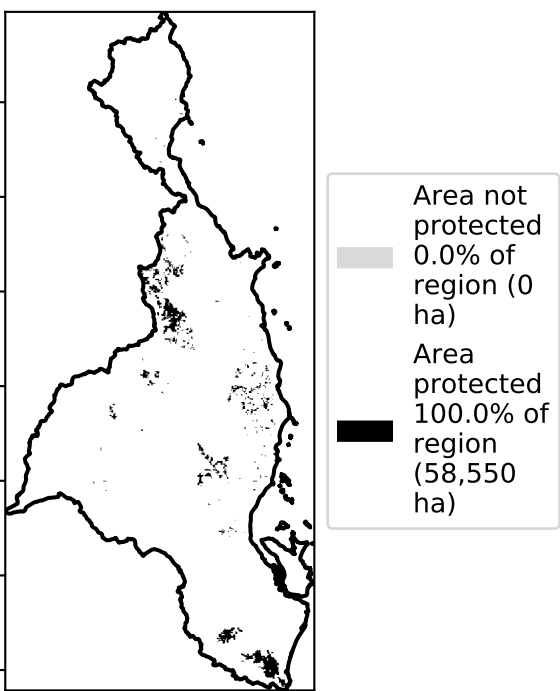 Area not
protected
0.0% of
region (0
ha)
Area
protected
100.0% of
region
(58,550
ha)